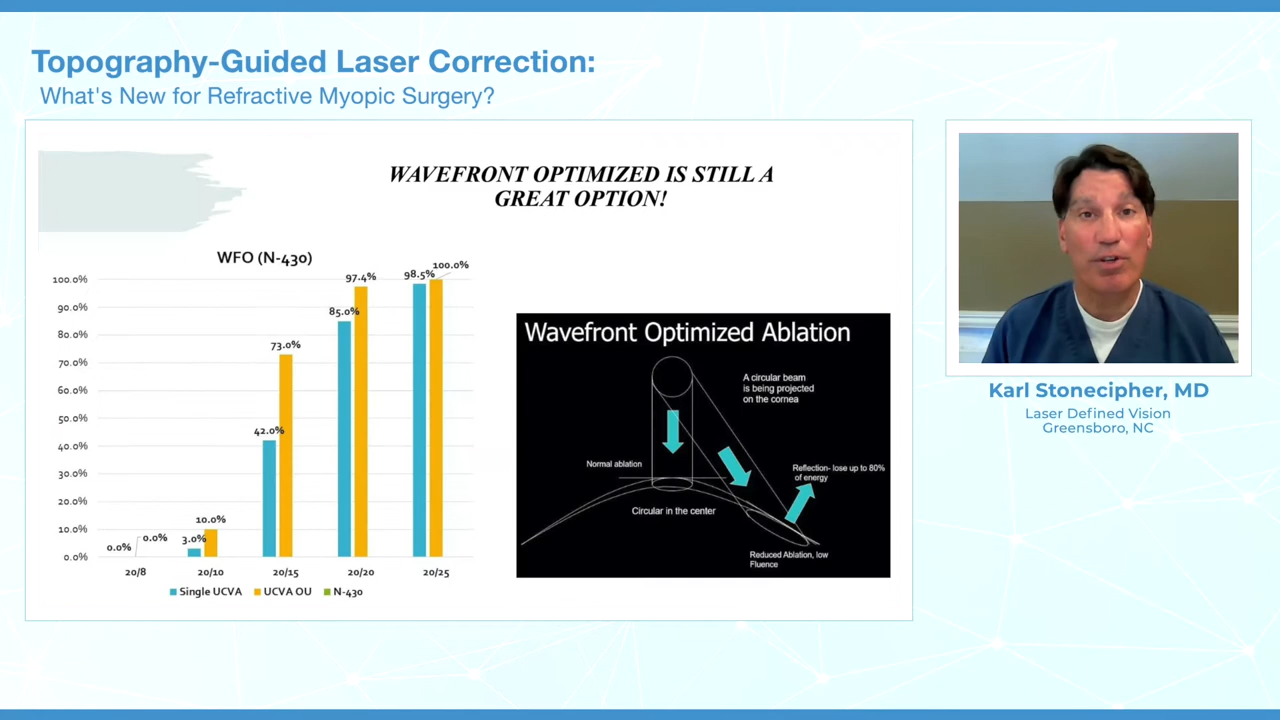 Topography-Guided Laser Correction:
What's New for Refractive Myopic Surgery?
WAVEFRONT OPTIMIZED IS STILL A
GREAT OPTION!
WFO (N-430)
100.0%
90.0%
80.0%
70.0%
60.0%
50.0%
40.0%
30.0%
20.0%
10.0%
0.0%
0.0%
0.0%
3.0%
10.0%
42.0%
73.0%
85.0%
97.4%
98.5%
100.0%
20/8
20/10
20/15
20/20
20/25
Single UCVA
UCVA OU
N-430
Wavefront Optimized Ablation
A circular beam
is being projected
on the cornea
Normal ablation
Reflection- lose up to 80%
of energy
Circular in the center
Reduced Ablation, low
Fluence
Karl Stonecipher, MD
Laser Defined Vision
Greensboro, NC